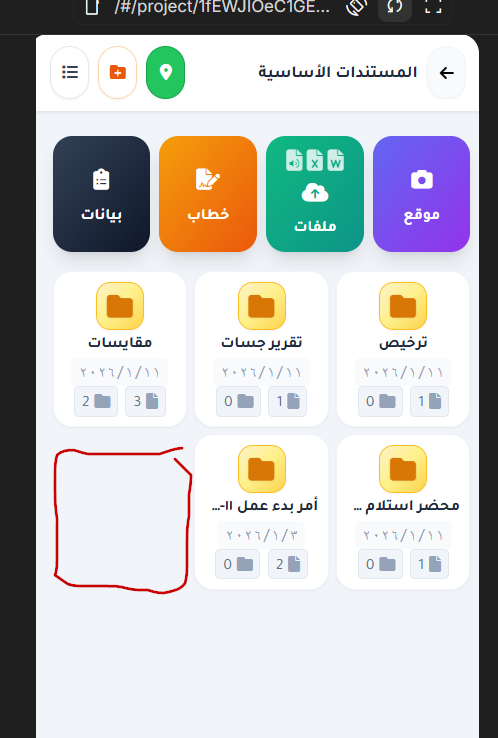 /#/project/1fEWJIOeC1GE...
المستندات الأساسية
موقع
ملفات
خطاب
بيانات
ترخيص
٢٠٢٦/١/١١
1 0
تقرير جسات
٢٠٢٦/١/١١
1 0
مقايسات
٢٠٢٦/١/١١
3 2
محضر استلام ...
٢٠٢٦/١/١١
1 0
أمر بدء عمل ١١-...
٢٠٢٦/١/٣
2 0